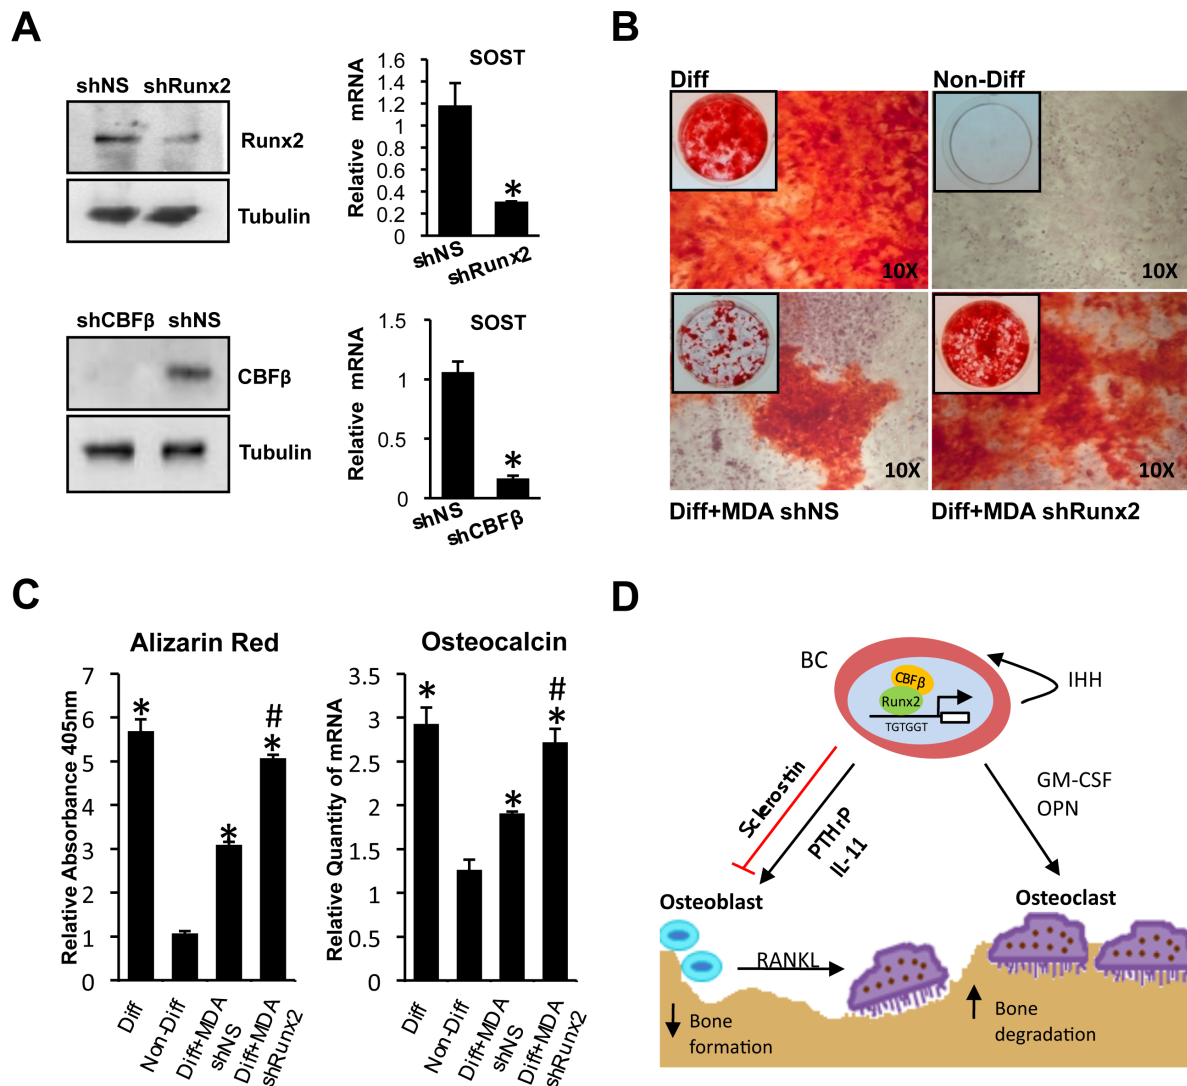 A
shNS shRunx2
Runx2
Tubulin
SOST
Relative mRNA
1.6
1.4
1.2
1
0.8
0.6
0.4
0.2
0
*
shNS
shRunx2
shCBFβ shNS
CBFβ
Tubulin
SOST
Relative mRNA
1.5
1
0.5
0
*
shNS
shCBFβ
B
Diff
Non-Diff
10X
10X
10X
10X
Diff+MDA shNS
Diff+MDA shRunx2
C
Alizarin Red
Relative Absorbance 405nm
7
6
5
4
3
2
1
0
*
*
#
*
Diff
Non-Diff
Diff+MDA
shNS
Diff+MDA
shRunx2
Osteocalcin
Relative Quantity of mRNA
3.5
3
2.5
2
1.5
1
0.5
0
*
*
#
*
Diff
Non-Diff
Diff+MDA
shNS
Diff+MDA
shRunx2
D
BC
CBFβ
Runx2
TGTGGT
IHH
Sclerostin
PTHrP
IL-11
GM-CSF
OPN
Osteoblast
Osteoclast
RANKL
Bone
formation
Bone
degradation